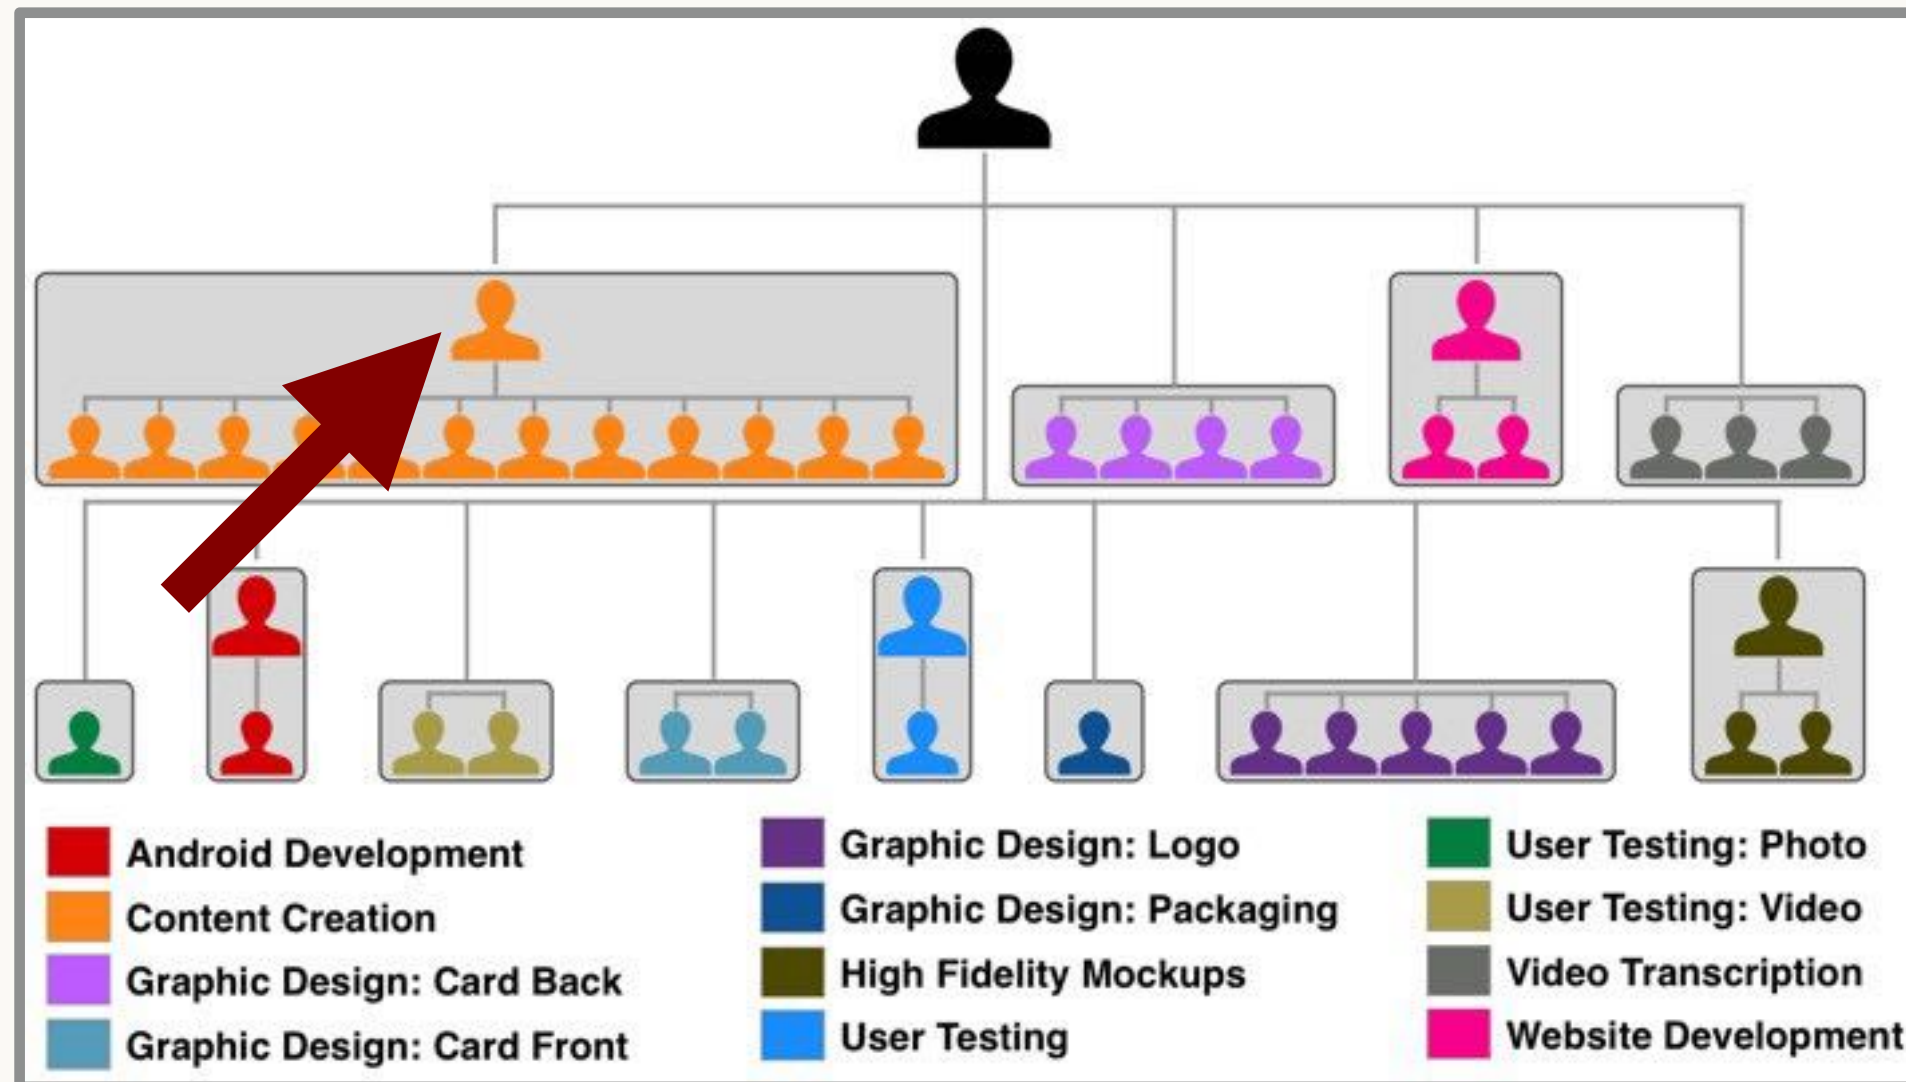 Android Development
Content Creation
Graphic Design: Card Back
Graphic Design: Card Front
Graphic Design: Logo
Graphic Design: Packaging
High Fidelity Mockups
User Testing
User Testing: Photo
User Testing: Video
Video Transcription
Website Development